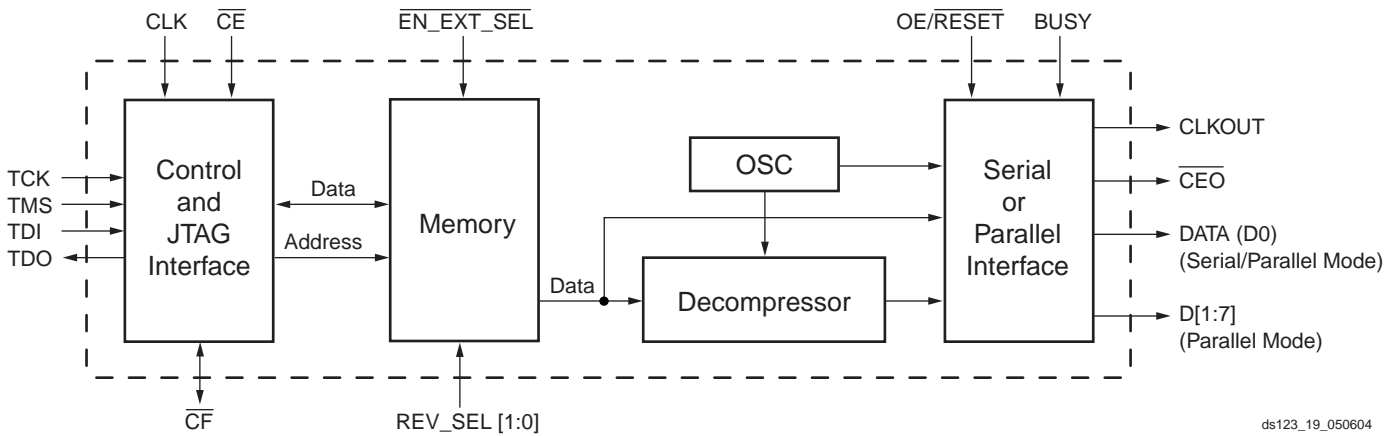 CLK
CE
EN_EXT_SEL
OE/RESET
BUSY
TCK
TMS
TDI
TDO
Control
and
JTAG
Interface
Data
Address
Memory
Data
OSC
Decompressor
Serial
or
Parallel
Interface
CLKOUT
CEO
DATA (D0)
(Serial/Parallel Mode)
D[1:7]
(Parallel Mode)
CF
REV_SEL [1:0]
ds123_19_050604